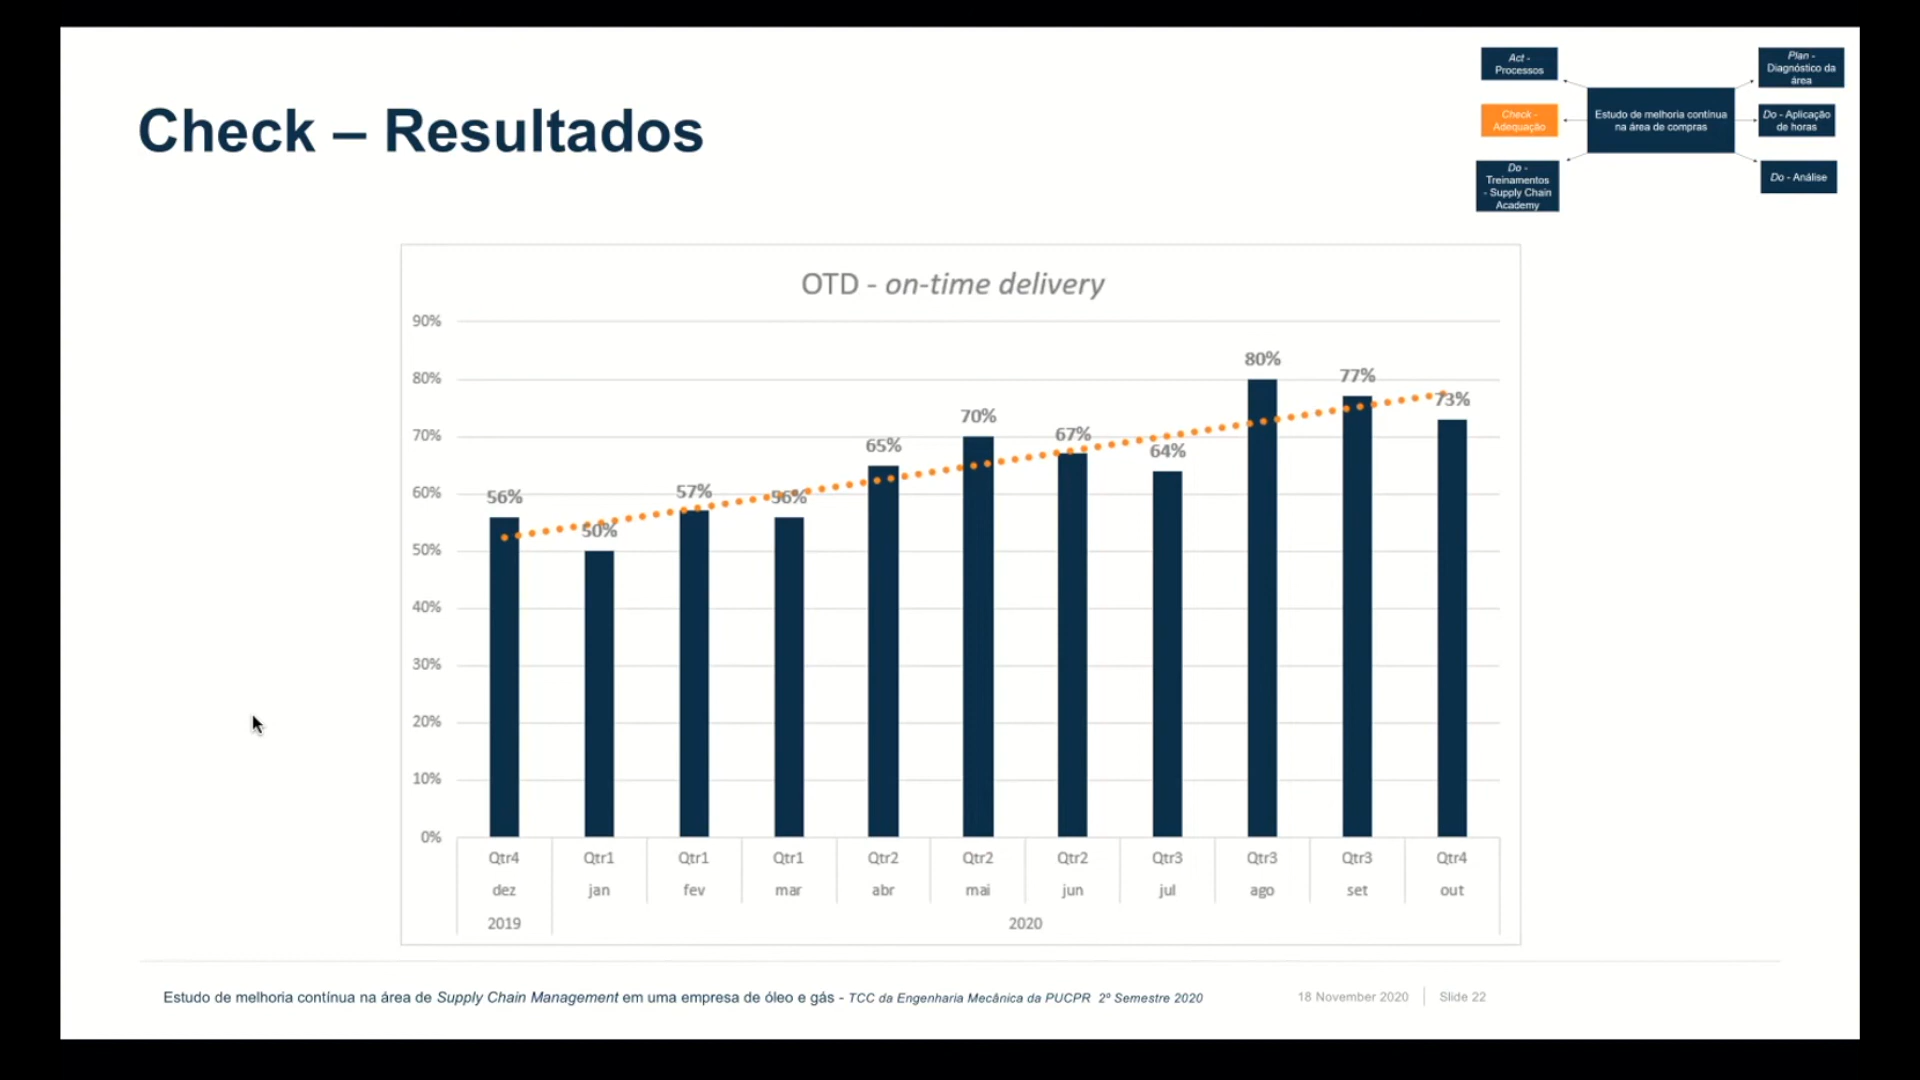 Check – Resultados
Act -
Processos
Check -
Adequação
Do -
Treinamentos
- Supply Chain
Academy
Estudo de melhoria contínua
na área de compras
Plan -
Diagnóstico da
área
Do - Aplicação
de horas
Do - Análise
OTD - on-time delivery
90%
80%
70%
60%
50%
40%
30%
20%
10%
0%
56%
50%
57%
56%
65%
70%
67%
64%
80%
77%
73%
Qtr4 Qtr1 Qtr1 Qtr1 Qtr2 Qtr2 Qtr2 Qtr3 Qtr3 Qtr3 Qtr4
dez jan fev mar abr mai jun jul ago set out
2019 2020
Estudo de melhoria contínua na área de Supply Chain Management em uma empresa de óleo e gás - TCC da Engenharia Mecânica da PUCPR 2º Semestre 2020
18 November 2020 Slide 22